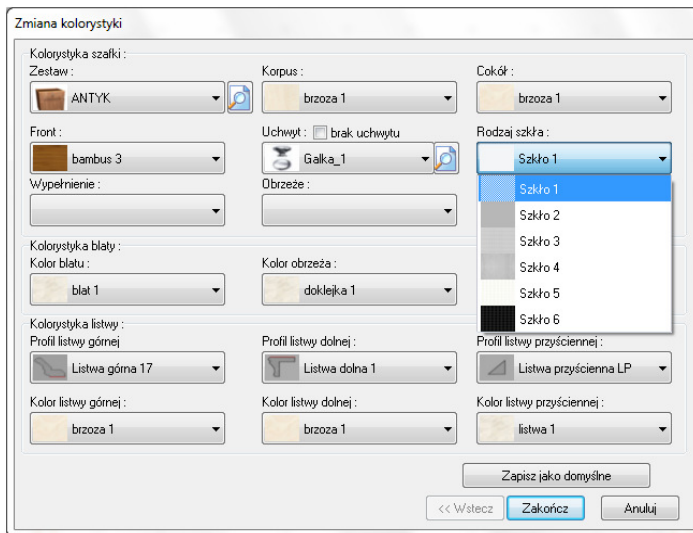 Zmiana kolorystyki
Kolorystyka szafki :
Zestaw :
Korpus :
Cokół :
ANTYK
brzoza 1
brzoza 1
Front :
Uchwyt :
brak uchwytu
Rodzaj szkła :
bambus 3
Gałka_1
Szkło 1
Wypełnienie :
Obrzeże :
Szkło 1
Szkło 2
Szkło 3
Szkło 4
Szkło 5
Szkło 6
Kolorystyka blaty :
Kolor blatu :
Kolor obrzeża :
blat 1
doklejka 1
Kolorystyka listwy :
Profil listwy górnej
Profil listwy dolnej :
Profil listwy przyściennej :
Listwa górna 17
Listwa dolna 1
Listwa przyścienna LP
Kolor listwy górnej :
Kolor listwy dolnej :
Kolor listwy przyściennej :
brzoza 1
brzoza 1
listwa 1
Zapisz jako domyślne
<< Wstecz
Zakończ
Anuluj